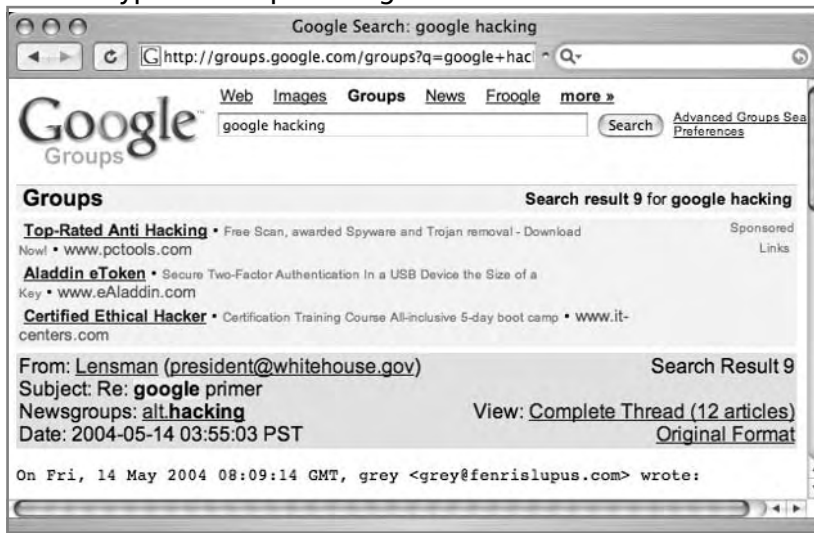 Google Search: google hacking
http://groups.google.com/groups?q=google+hac
Web Images Groups News Froogle more »
Google™
Groups
google hacking
Search
Advanced Groups Sea
Preferences
Groups
Search result 9 for google hacking
Top-Rated Anti Hacking • Free Scan, awarded Spyware and Trojan removal - Download
Now! • www.pctools.com
Sponsored
Links
Aladdin eToken • Secure Two-Factor Authentication In a USB Device the Size of a
Key • www.eAladdin.com
Certified Ethical Hacker • Certification Training Course All-inclusive 5-day boot camp • www.it-
centers.com
From: Lensman (president@whitehouse.gov)
Search Result 9
Subject: Re: google primer
Newsgroups: alt.hacking
View: Complete Thread (12 articles)
Date: 2004-05-14 03:55:03 PST
Original Format
On Fri, 14 May 2004 08:09:14 GMT, grey <grey@fenrislupus.com> wrote: